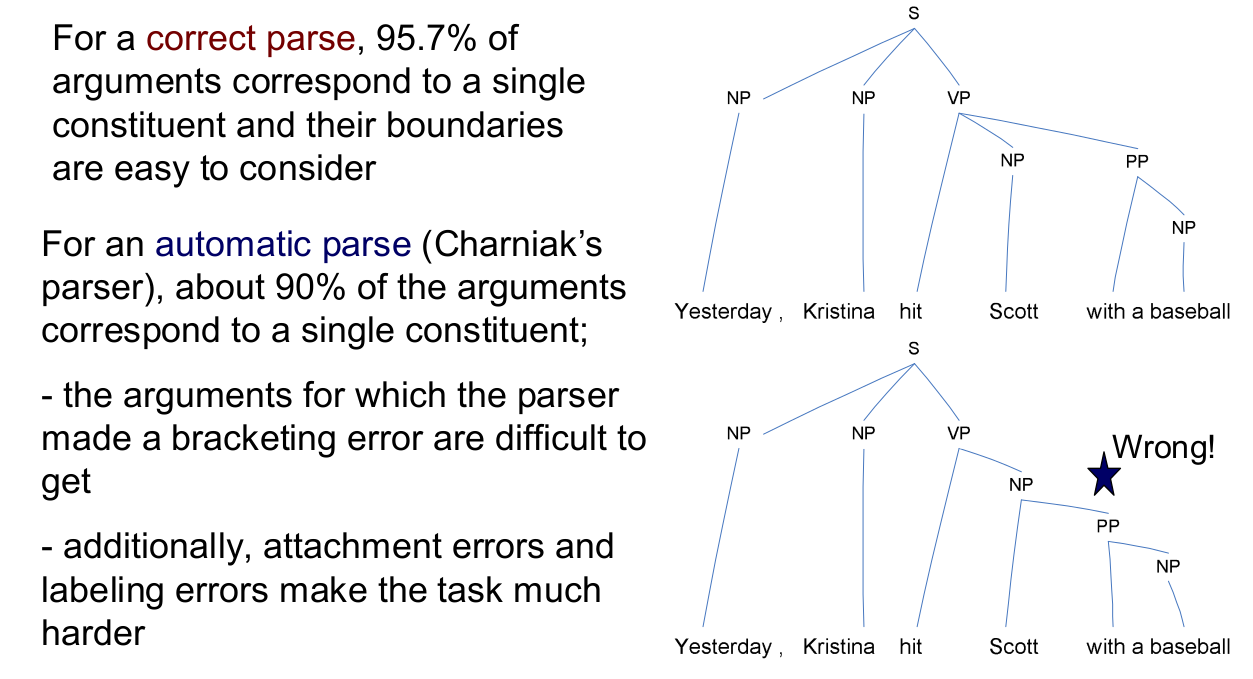 For a correct parse, 95.7% of
arguments correspond to a single
constituent and their boundaries
are easy to consider
For an automatic parse (Charniak’s
parser), about 90% of the arguments
correspond to a single constituent;
- the arguments for which the parser
made a bracketing error are difficult to
get
- additionally, attachment errors and
labeling errors make the task much
harder
S
NP NP VP
NP PP
NP
Yesterday , Kristina hit Scott with a baseball
S
NP NP VP
Wrong!
NP
PP
NP
Yesterday , Kristina hit Scott with a baseball